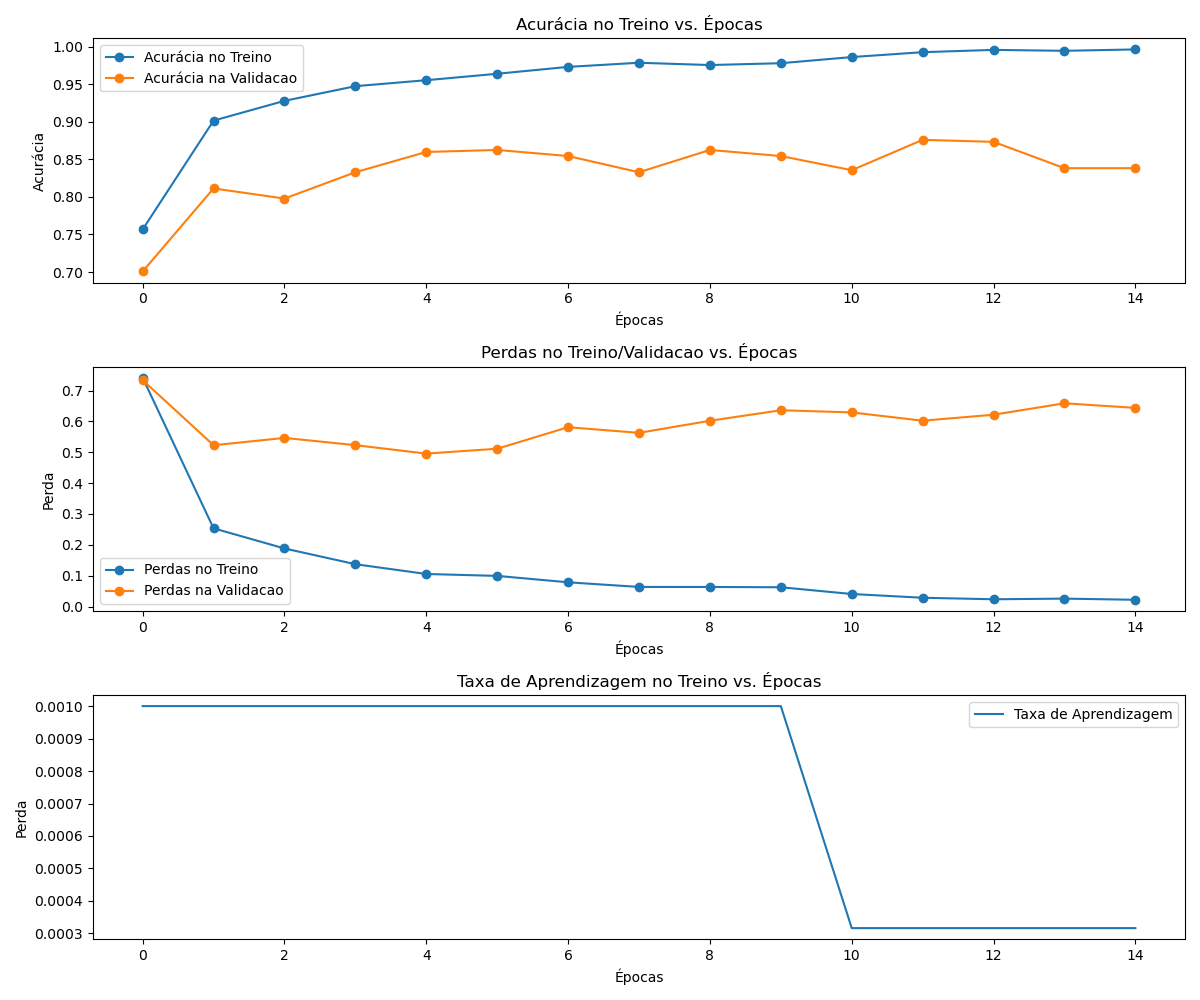 Acurácia no Treino vs. Épocas
Acurácia no Treino
Acurácia na Validacao
Acurácia
1.00
0.95
0.90
0.85
0.80
0.75
0.70
0 2 4 6 8 10 12 14
Épocas
Perdas no Treino/Validacao vs. Épocas
Perda
0.7
0.6
0.5
0.4
0.3
0.2
0.1
0.0
Perdas no Treino
Perdas na Validacao
0 2 4 6 8 10 12 14
Épocas
Taxa de Aprendizagem no Treino vs. Épocas
Taxa de Aprendizagem
Perda
0.0010
0.0009
0.0008
0.0007
0.0006
0.0005
0.0004
0.0003
0 2 4 6 8 10 12 14
Épocas